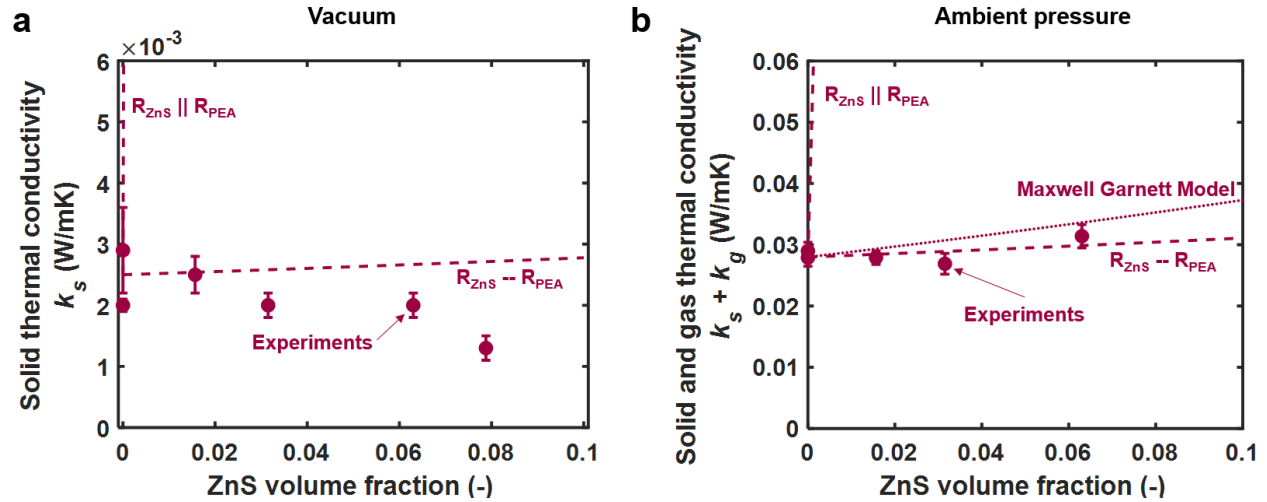 a
Vacuum
×10⁻³
Solid thermal conductivity
kₛ (W/mK)
6
5
4
3
2
1
0
R_ZnS || R_PEA
R_ZnS -- R_PEA
Experiments
0 0.02 0.04 0.06 0.08 0.1
ZnS volume fraction (-)
b
Ambient pressure
Solid and gas thermal conductivity
kₛ + k_g (W/mK)
0.06
0.05
0.04
0.03
0.02
0.01
0
R_ZnS || R_PEA
Maxwell Garnett Model
R_ZnS -- R_PEA
Experiments
0 0.02 0.04 0.06 0.08 0.1
ZnS volume fraction (-)